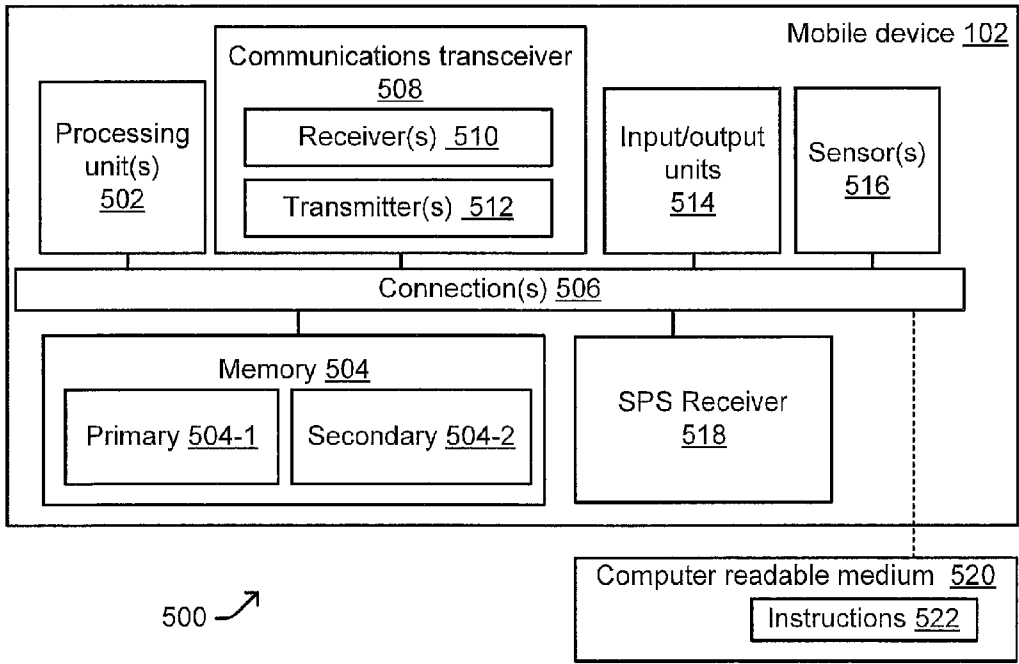 Mobile device 102
Communications transceiver
508
Receiver(s) 510
Transmitter(s) 512
Processing
unit(s)
502
Input/output
units
514
Sensor(s)
516
Connection(s) 506
Memory 504
Primary 504-1
Secondary 504-2
SPS Receiver
518
Computer readable medium 520
Instructions 522
500